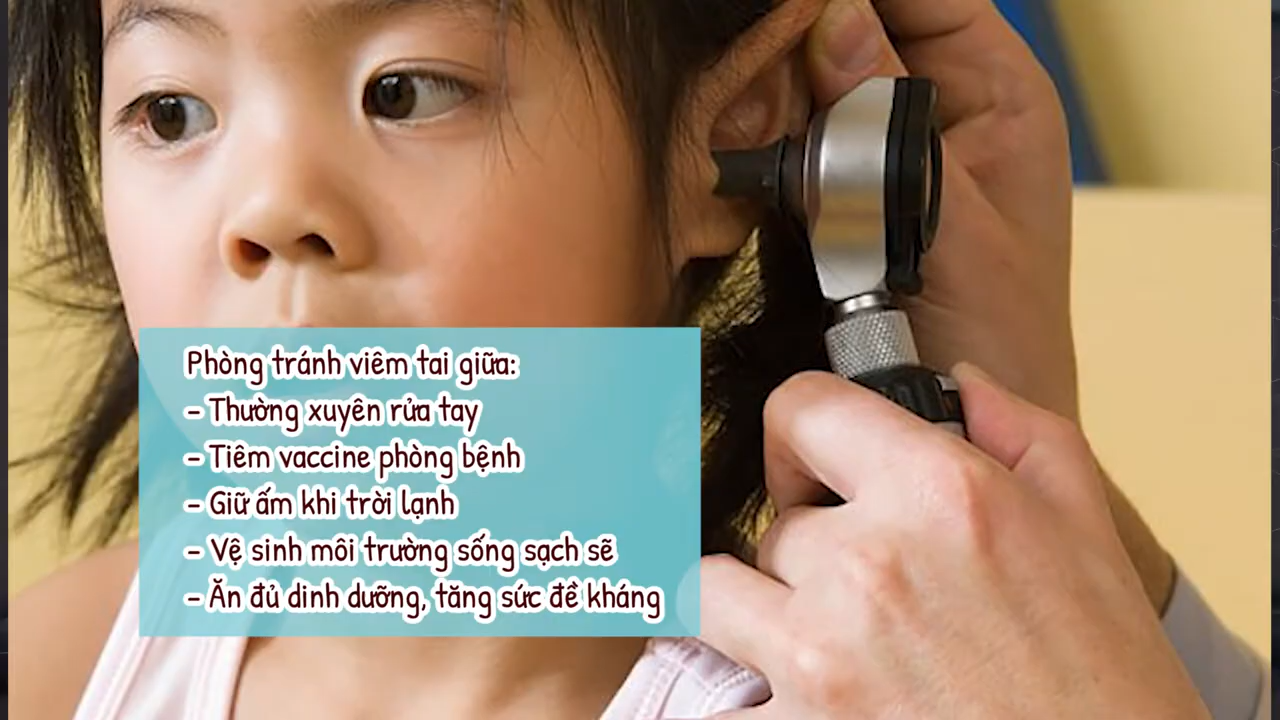 Phòng tránh viêm tai giữa:
- Thường xuyên rửa tay
- Tiêm vaccine phòng bệnh
- Giữ ấm khi trời lạnh
- Vệ sinh môi trường sống sạch sẽ
- Ăn đủ dinh dưỡng, tăng sức đề kháng